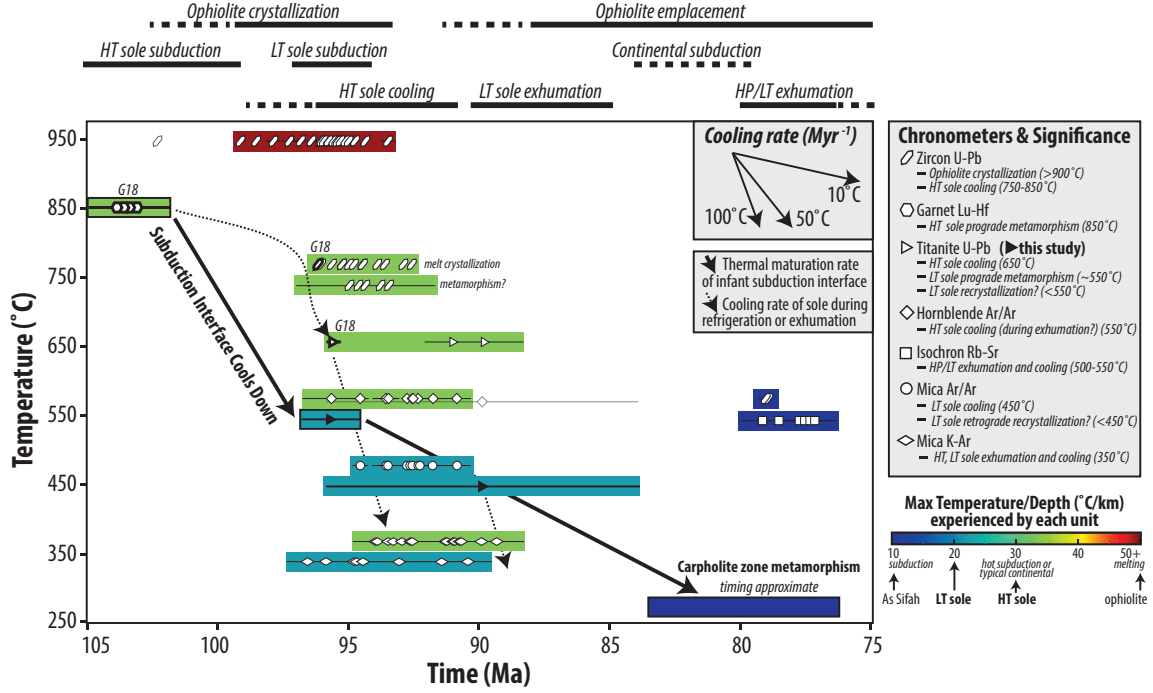 Ophiolite crystallization
Ophiolite emplacement
HT sole subduction
LT sole subduction
Continental subduction
HT sole cooling
LT sole exhumation
HP/LT exhumation
Temperature (˚C)
950
850
750
650
550
450
350
250
105
100
95
90
85
80
75
Time (Ma)
G18
G18
melt crystallization
metamorphism?
G18
Subduction Interface Cools Down
Carpholite zone metamorphism
timing approximate
Cooling rate (Myr⁻¹)
10˚C
50˚C
100˚C
Thermal maturation rate
of infant subduction interface
Cooling rate of sole during
refrigeration or exhumation
Chronometers & Significance
Zircon U-Pb
Ophiolite crystallization (>900˚C)
HT sole cooling (750-850˚C)
Garnet Lu-Hf
HT sole prograde metamorphism (850˚C)
Titanite U-Pb (▶this study)
HT sole cooling (650˚C)
LT sole prograde metamorphism (~550˚C)
LT sole recrystallization? (<550˚C)
Hornblende Ar/Ar
HT sole cooling (during exhumation?) (550˚C)
Isochron Rb-Sr
HP/LT exhumation and cooling (500-550˚C)
Mica Ar/Ar
LT sole cooling (450˚C)
LT sole retrograde recrystallization? (<450˚C)
Mica K-Ar
HT, LT sole exhumation and cooling (350˚C)
Max Temperature/Depth (˚C/km)
experienced by each unit
10 20 30 40 50+
subduction
hot subduction or
typical continental
melting
As Sifah
LT sole
HT sole
ophiolite